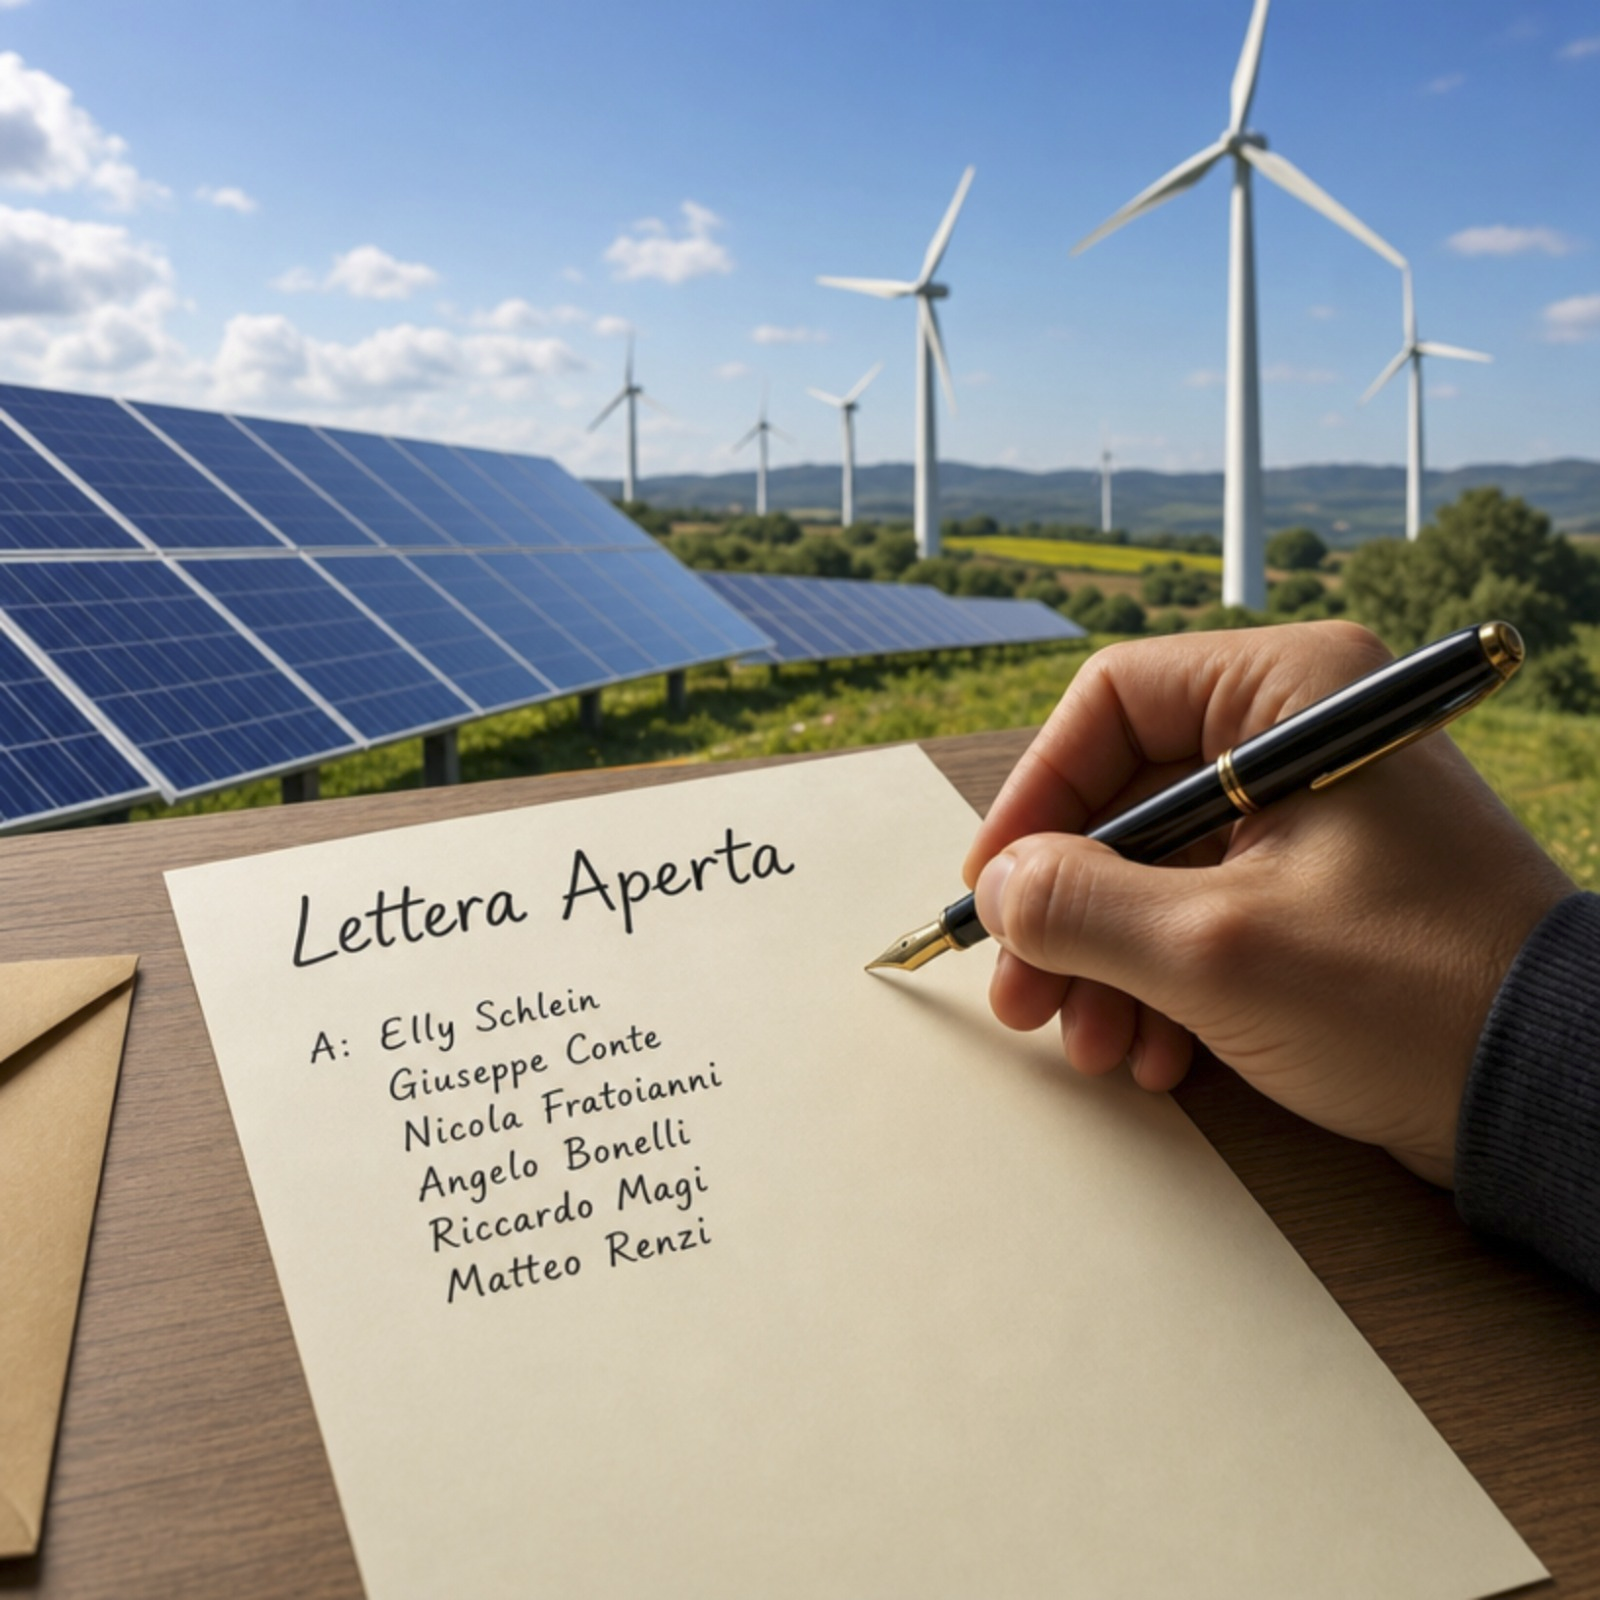 Lettera Aperta
A: Elly Schlein
Giuseppe Conte
Nicola Fratoianni
Angelo Bonelli
Riccardo Magi
Matteo Renzi